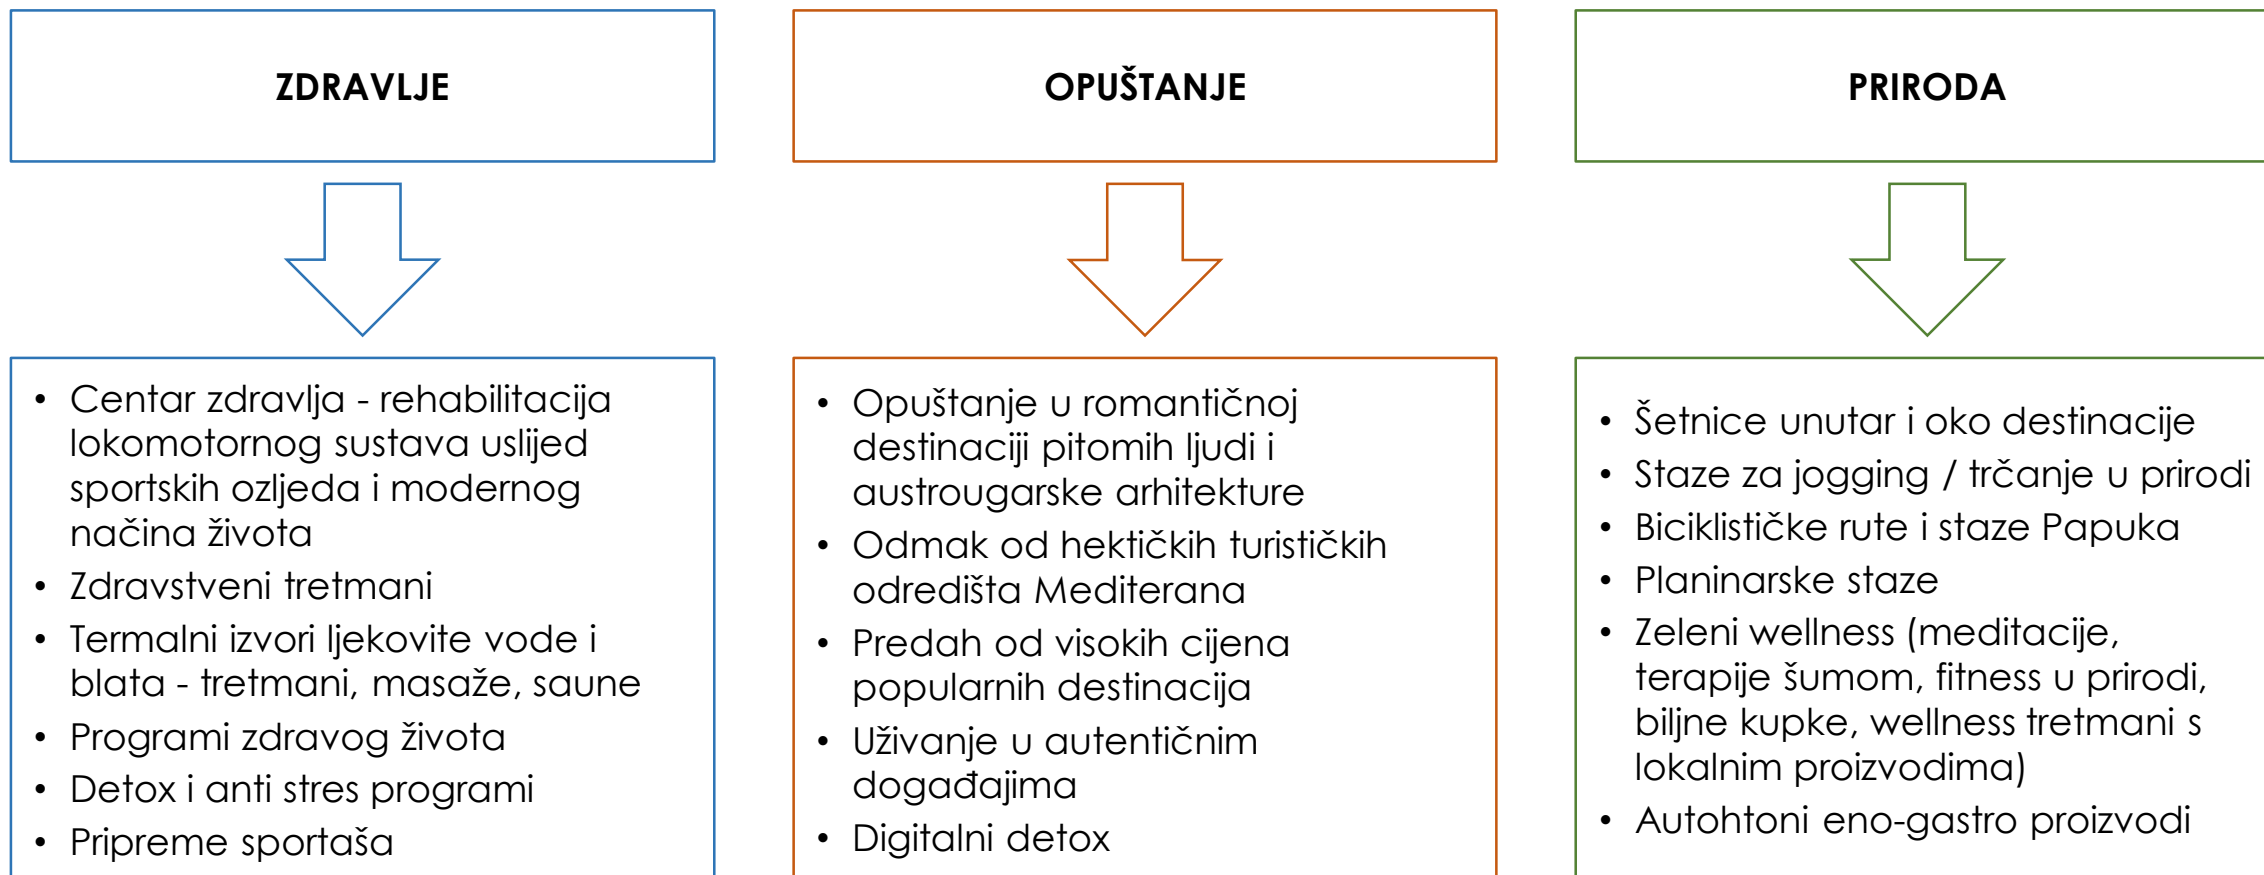 ZDRAVLJE
• Centar zdravlja - rehabilitacija
lokomotornog sustava uslijed
sportskih ozljeda i modernog
načina života
• Zdravstveni tretmani
• Termalni izvori ljekovite vode i
blata - tretmani, masaže, saune
• Programi zdravog života
• Detox i anti stres programi
• Pripreme sportaša
OPUŠTANJE
• Opuštanje u romantičnoj
destinaciji pitomih ljudi i
austrougarske arhitekture
• Odmak od hektičkih turističkih
odredišta Mediterana
• Predah od visokih cijena
popularnih destinacija
• Uživanje u autentičnim
događajima
• Digitalni detox
PRIRODA
• Šetnice unutar i oko destinacije
• Staze za jogging / trčanje u prirodi
• Biciklističke rute i staze Papuka
• Planinarske staze
• Zeleni wellness (meditacije,
terapije šumom, fitness u prirodi,
biljne kupke, wellness tretmani s
lokalnim proizvodima)
• Autohtoni eno-gastro proizvodi